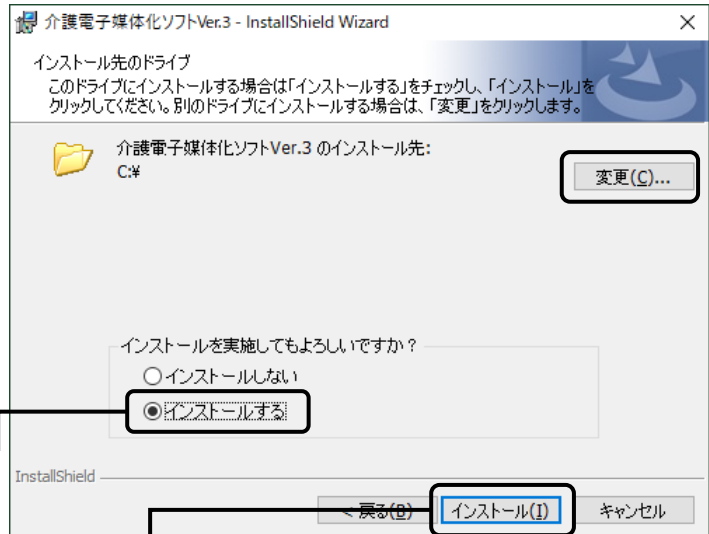 介護電子媒体化ソフトVer.3 - InstallShield Wizard
インストール先のドライブ
このドライブにインストールする場合は「インストールする」をチェックし、「インストール」を
クリックしてください。別のドライブにインストールする場合は、「変更」をクリックします。
介護電子媒体化ソフトVer.3 のインストール先:
C:¥
変更(C)...
インストールを実施してもよろしいですか？
インストールしない
インストールする
InstallShield
< 戻る(B)
インストール(I)
キャンセル